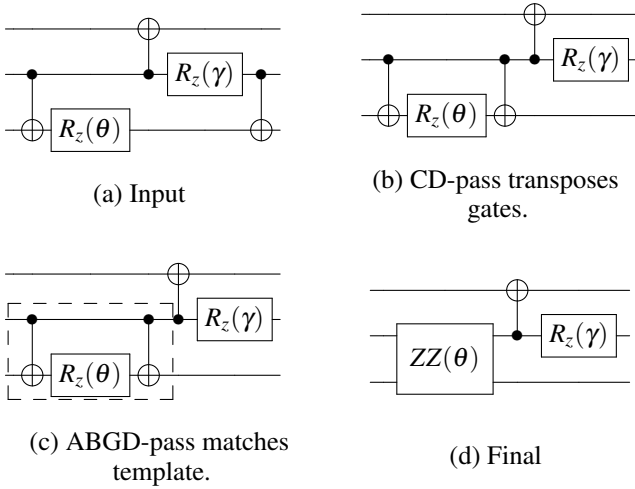 R_z(γ)
R_z(θ)
(a) Input
R_z(γ)
R_z(θ)
(b) CD-pass transposes
gates.
R_z(γ)
R_z(θ)
(c) ABGD-pass matches
template.
R_z(γ)
ZZ(θ)
(d) Final